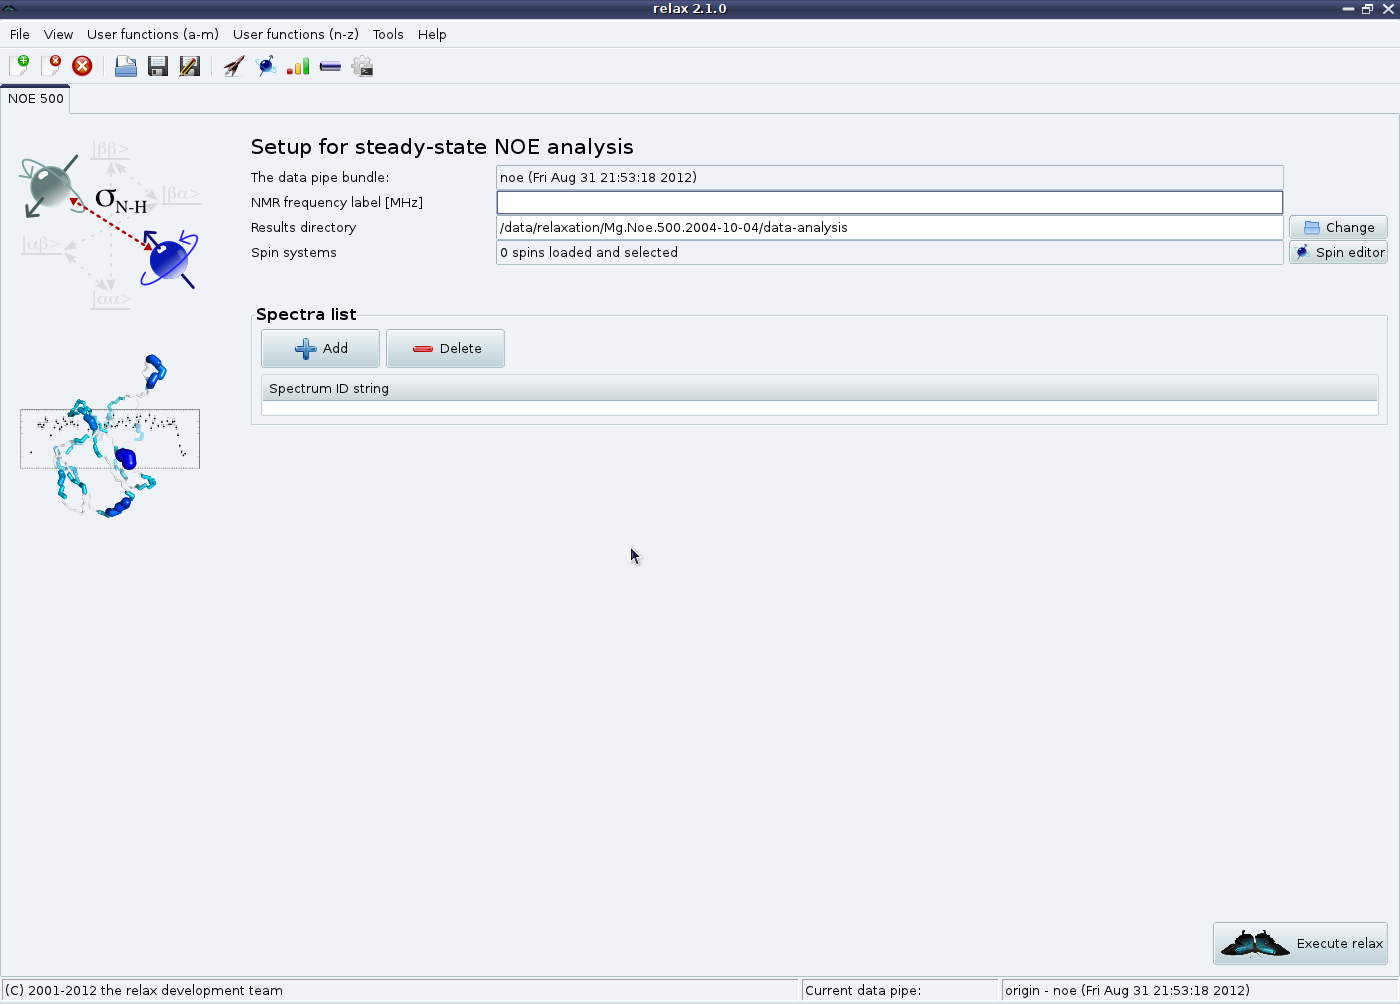 relax 2.1.0
File View User functions (a-m) User functions (n-z) Tools Help
NOE 500
|ββ>
|βα>
σN-H
|αβ>
|αα>
Setup for steady-state NOE analysis
The data pipe bundle: noe (Fri Aug 31 21:53:18 2012)
NMR frequency label [MHz]
Results directory /data/relaxation/Mg.Noe.500.2004-10-04/data-analysis Change
Spin systems 0 spins loaded and selected Spin editor
Spectra list
Add Delete
Spectrum ID string
Execute relax
(C) 2001-2012 the relax development team Current data pipe: origin - noe (Fri Aug 31 21:53:18 2012)